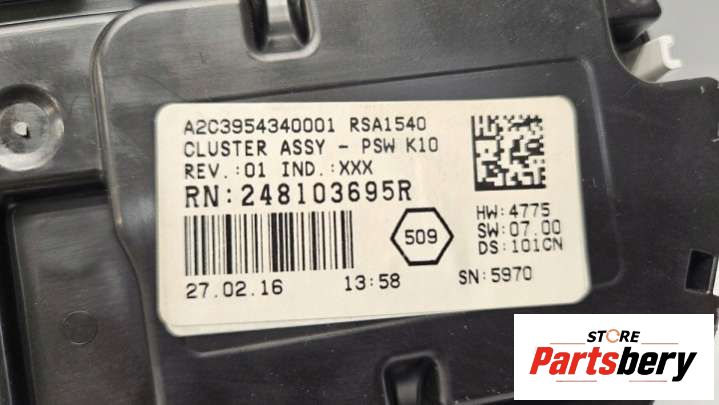 A2C3954340001 RSA1540
CLUSTER ASSY - PSW K10
REV.:01 IND.:XXX
RN:248103695R
509
HW:4775
SW:07.00
DS:101CN
27.02.16 13:58 SN:5970
STORE
Partsbery